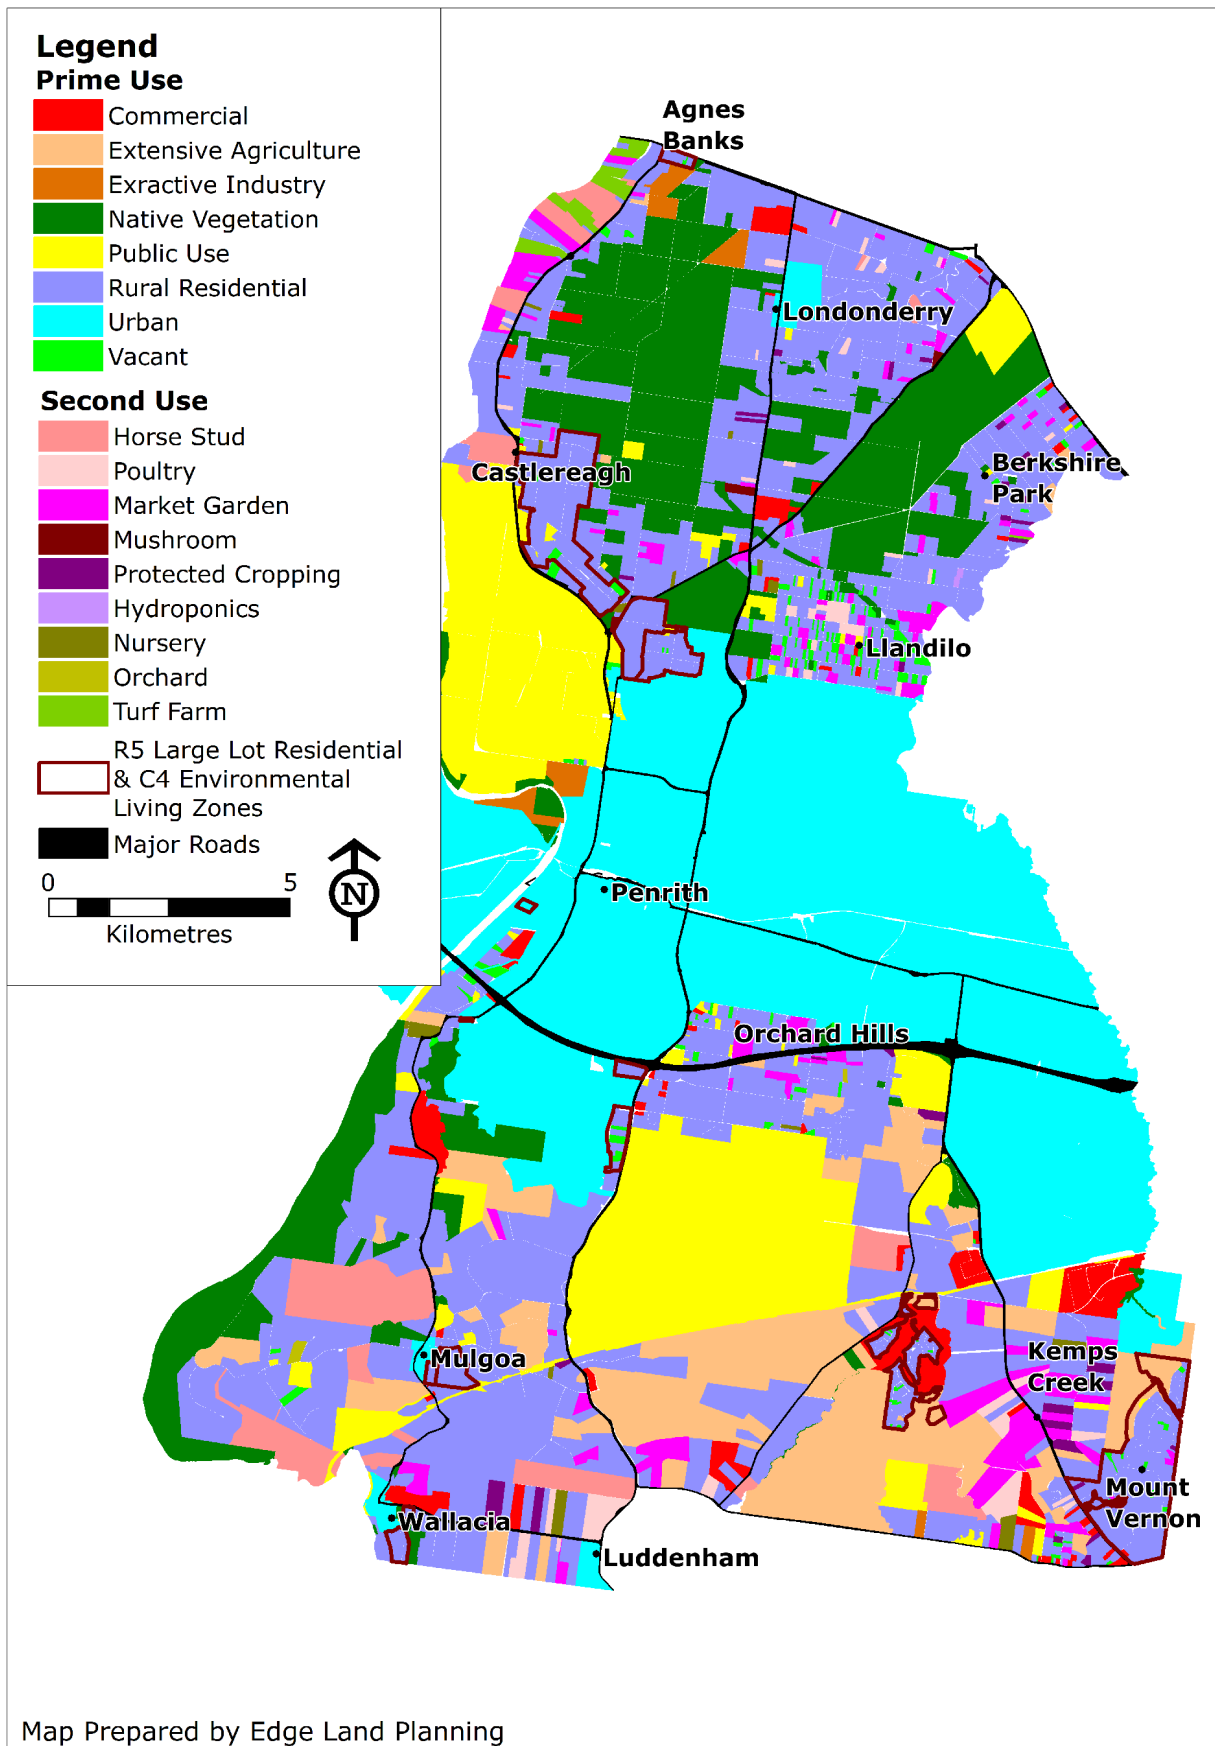 Legend
Prime Use
Commercial
Extensive Agriculture
Exractive Industry
Native Vegetation
Public Use
Rural Residential
Urban
Vacant
Second Use
Horse Stud
Poultry
Market Garden
Mushroom
Protected Cropping
Hydroponics
Nursery
Orchard
Turf Farm
R5 Large Lot Residential
& C4 Environmental
Living Zones
Major Roads
0 5
Kilometres
N
Agnes
Banks
Londonderry
Castlereagh
Berkshire
Park
Llandilo
Penrith
Orchard Hills
Mulgoa
Kemps
Creek
Mount
Vernon
Wallacia
Luddenham
Map Prepared by Edge Land Planning